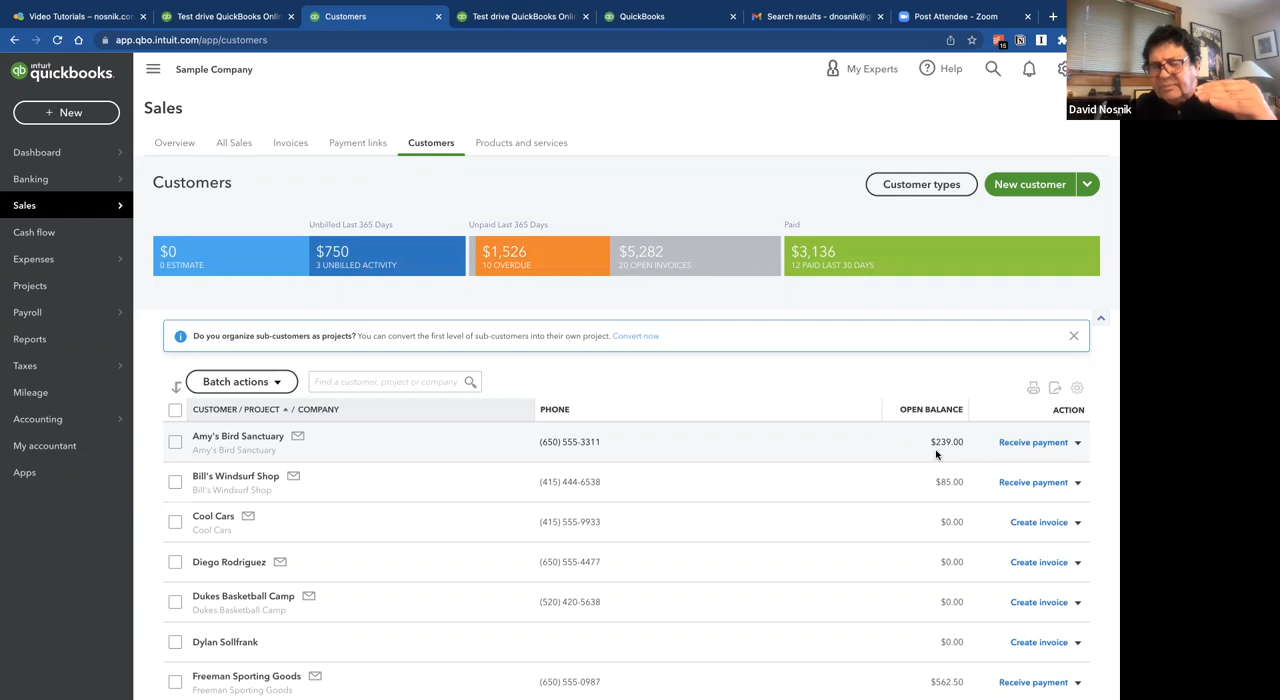 Video Tutorials – nosnik.co
Test drive QuickBooks Onli
Customers
Test drive QuickBooks Onli
QuickBooks
Search results - dnosnik@g
Post Attendee - Zoom
app.qbo.intuit.com/app/customers
15
David Nosnik
intuit quickbooks.
+ New
Dashboard
Banking
Sales
Cash flow
Expenses
Projects
Payroll
Reports
Taxes
Mileage
Accounting
My accountant
Apps
Sample Company
My Experts
Help
Sales
Overview
All Sales
Invoices
Payment links
Customers
Products and services
Customers
Customer types
New customer
Unbilled Last 365 Days
Unpaid Last 365 Days
Paid
$0
0 ESTIMATE
$750
3 UNBILLED ACTIVITY
$1,526
10 OVERDUE
$5,282
20 OPEN INVOICES
$3,136
12 PAID LAST 30 DAYS
Do you organize sub-customers as projects? You can convert the first level of sub-customers into their own project. Convert now
Batch actions
Find a customer, project or company
CUSTOMER / PROJECT / COMPANY PHONE OPEN BALANCE ACTION
Amy's Bird Sanctuary (650) 555-3311 $239.00 Receive payment
Amy's Bird Sanctuary
Bill's Windsurf Shop (415) 444-6538 $85.00 Receive payment
Bill's Windsurf Shop
Cool Cars (415) 555-9933 $0.00 Create invoice
Cool Cars
Diego Rodriguez (650) 555-4477 $0.00 Create invoice
Dukes Basketball Camp (520) 420-5638 $0.00 Create invoice
Dukes Basketball Camp
Dylan Sollfrank $0.00 Create invoice
Freeman Sporting Goods (650) 555-0987 $562.50 Receive payment
Freeman Sporting Goods